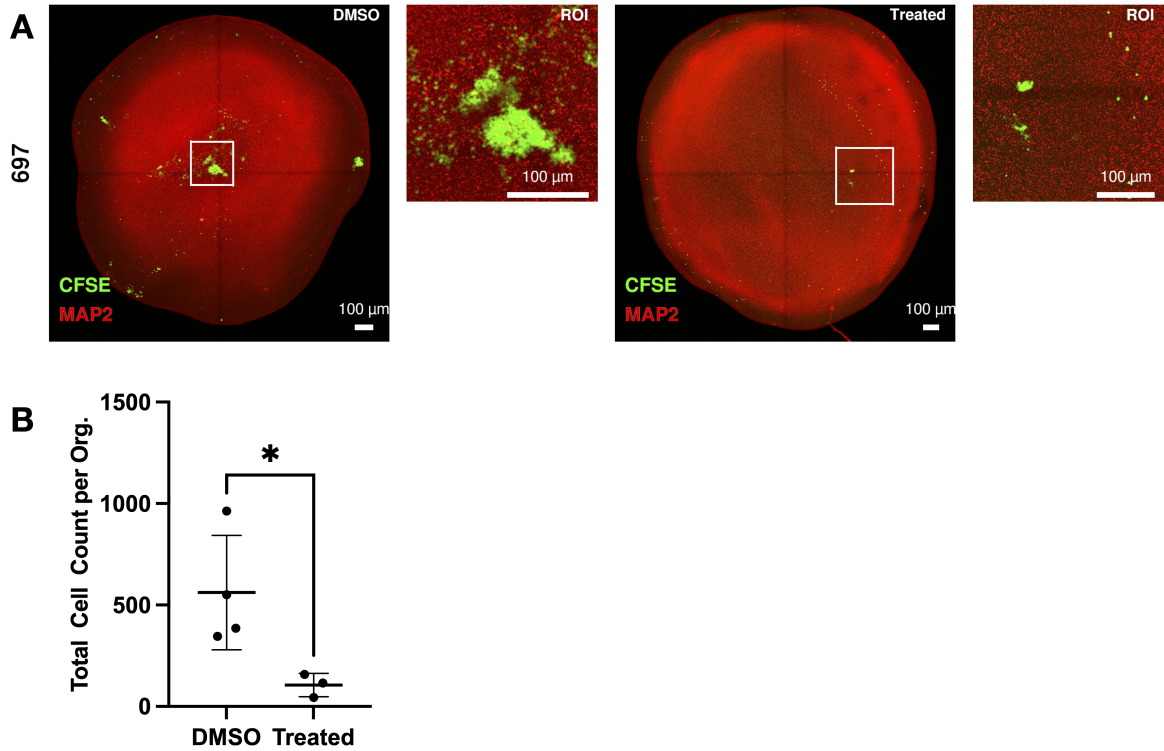 A
697
DMSO
CFSE
MAP2
100 μm
ROI
100 μm
Treated
CFSE
MAP2
100 μm
ROI
100 μm
B
Total Cell Count per Org.
1500
1000
500
0
*
DMSO Treated